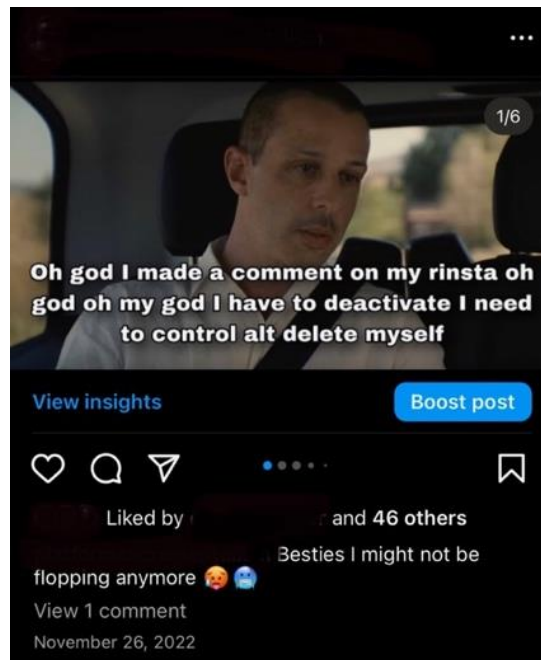 1/6
Oh god I made a comment on my rinsta oh
god oh my god I have to deactivate I need
to control alt delete myself
View insights
Boost post
Liked by and 46 others
Besties I might not be
flopping anymore 🥵🥶
View 1 comment
November 26, 2022